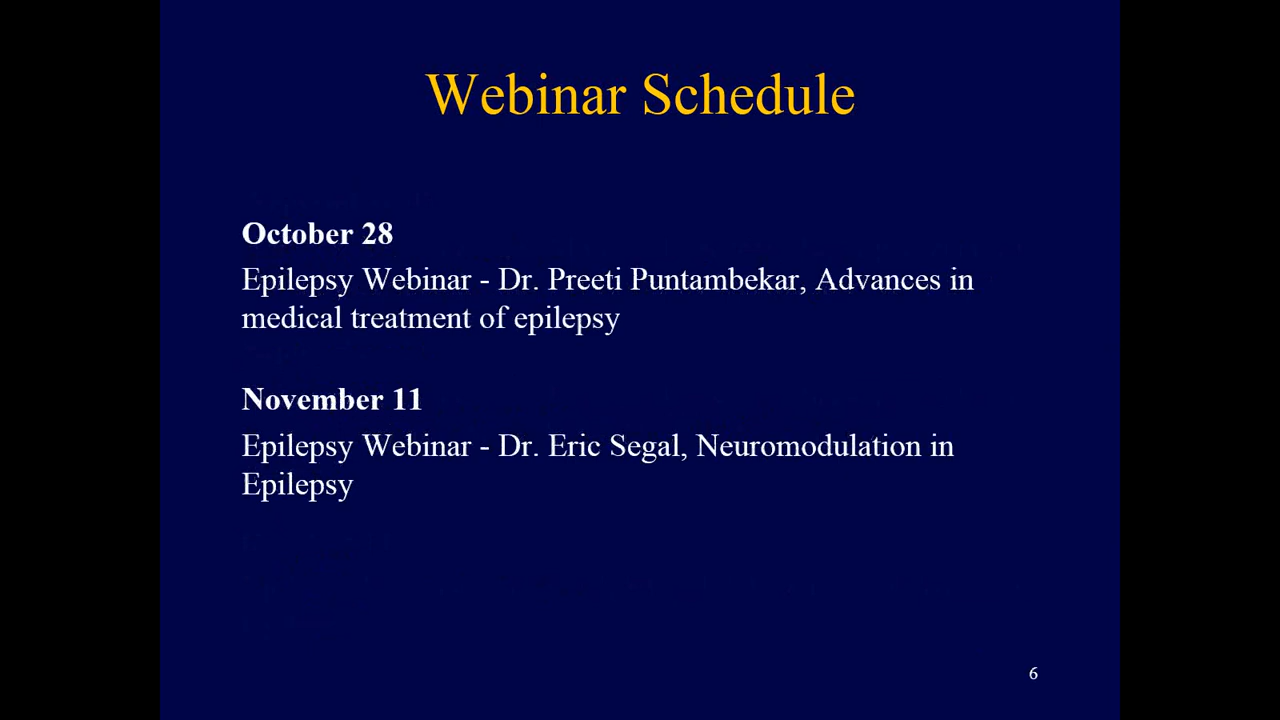 Webinar Schedule
October 28
Epilepsy Webinar - Dr. Preeti Puntambekar, Advances in
medical treatment of epilepsy
November 11
Epilepsy Webinar - Dr. Eric Segal, Neuromodulation in
Epilepsy
6